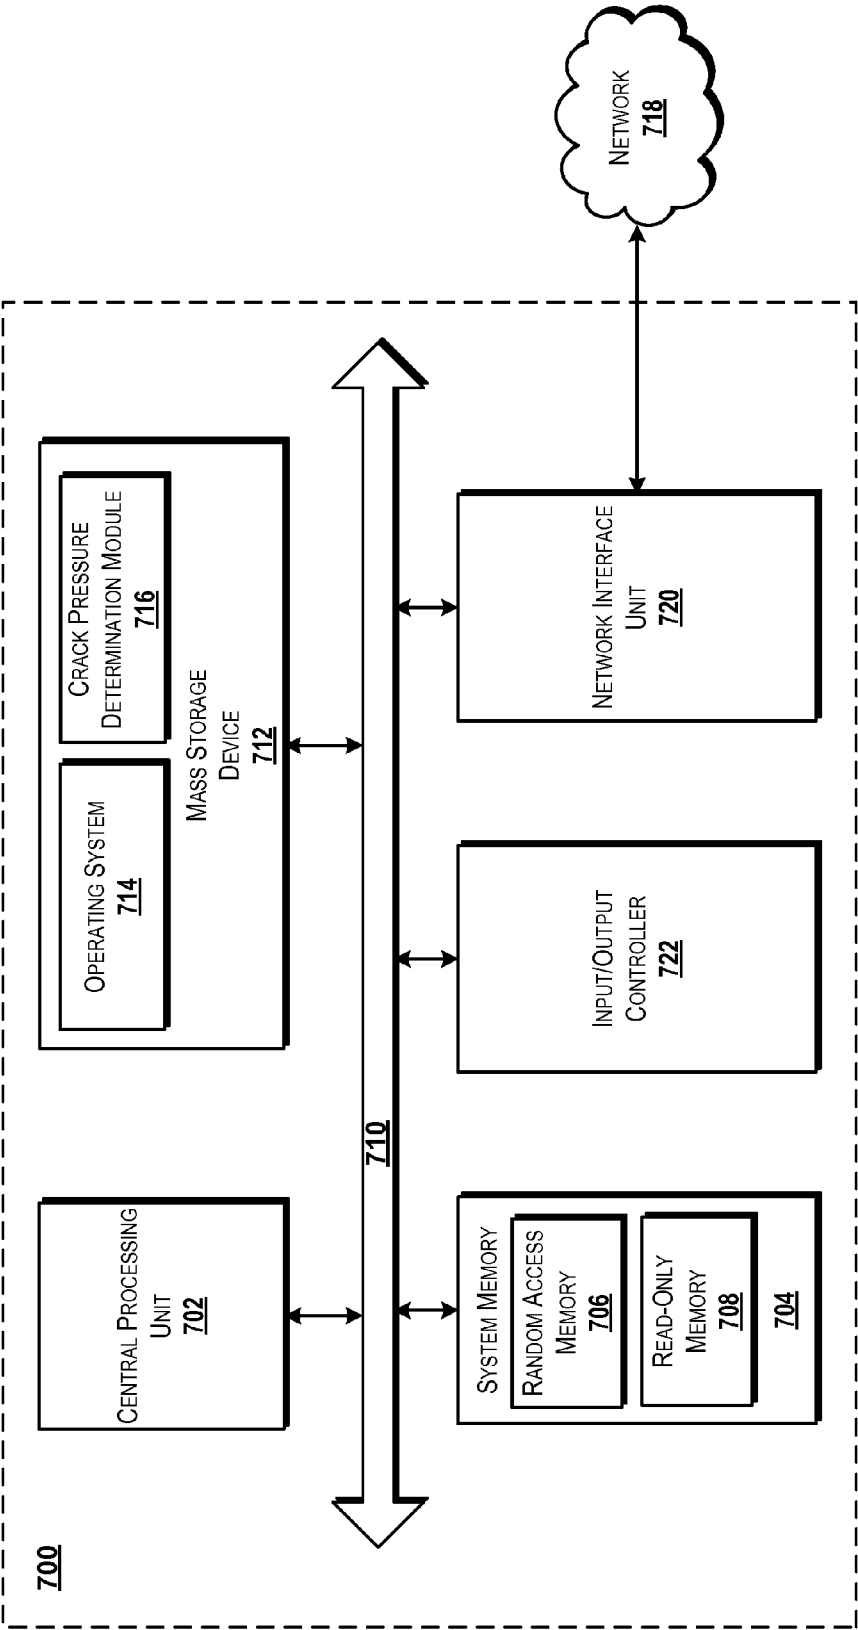 700
CENTRAL PROCESSING
UNIT
702
OPERATING SYSTEM
714
CRACK PRESSURE
DETERMINATION MODULE
716
MASS STORAGE
DEVICE
712
710
SYSTEM MEMORY
RANDOM ACCESS
MEMORY
706
READ-ONLY
MEMORY
708
704
INPUT/OUTPUT
CONTROLLER
722
NETWORK INTERFACE
UNIT
720
NETWORK
718